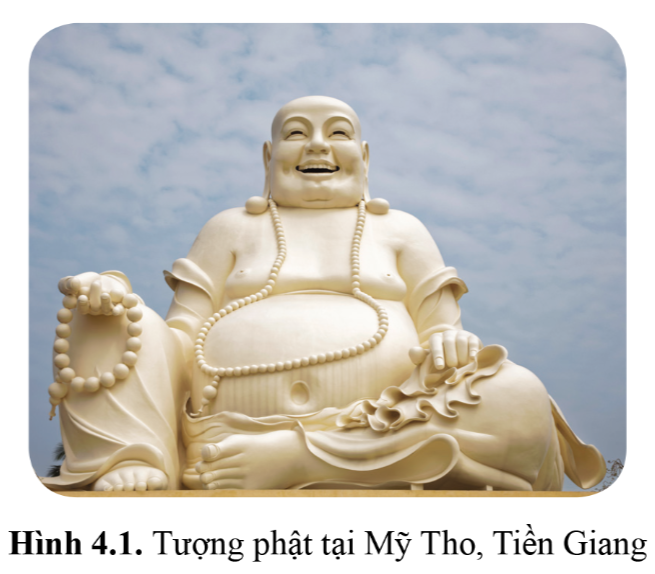 Hình 4.1. Tượng phật tại Mỹ Tho, Tiền Giang